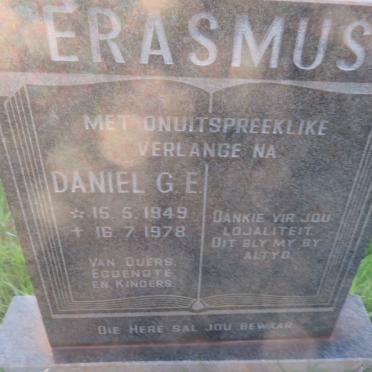 ERASMUS
MET ONUITSPREEKLIKE
VERLANGE NA
DANIEL G.E.
☆ 15.5.1949
✝ 16.7.1978
VAN OUERS,
EGGENOTE
EN KINDERS.
DANKIE VIR JOU
LOJALITEIT.
DIT BLY MY BY
ALTYD.
DIE HERE SAL JOU BEWAAR